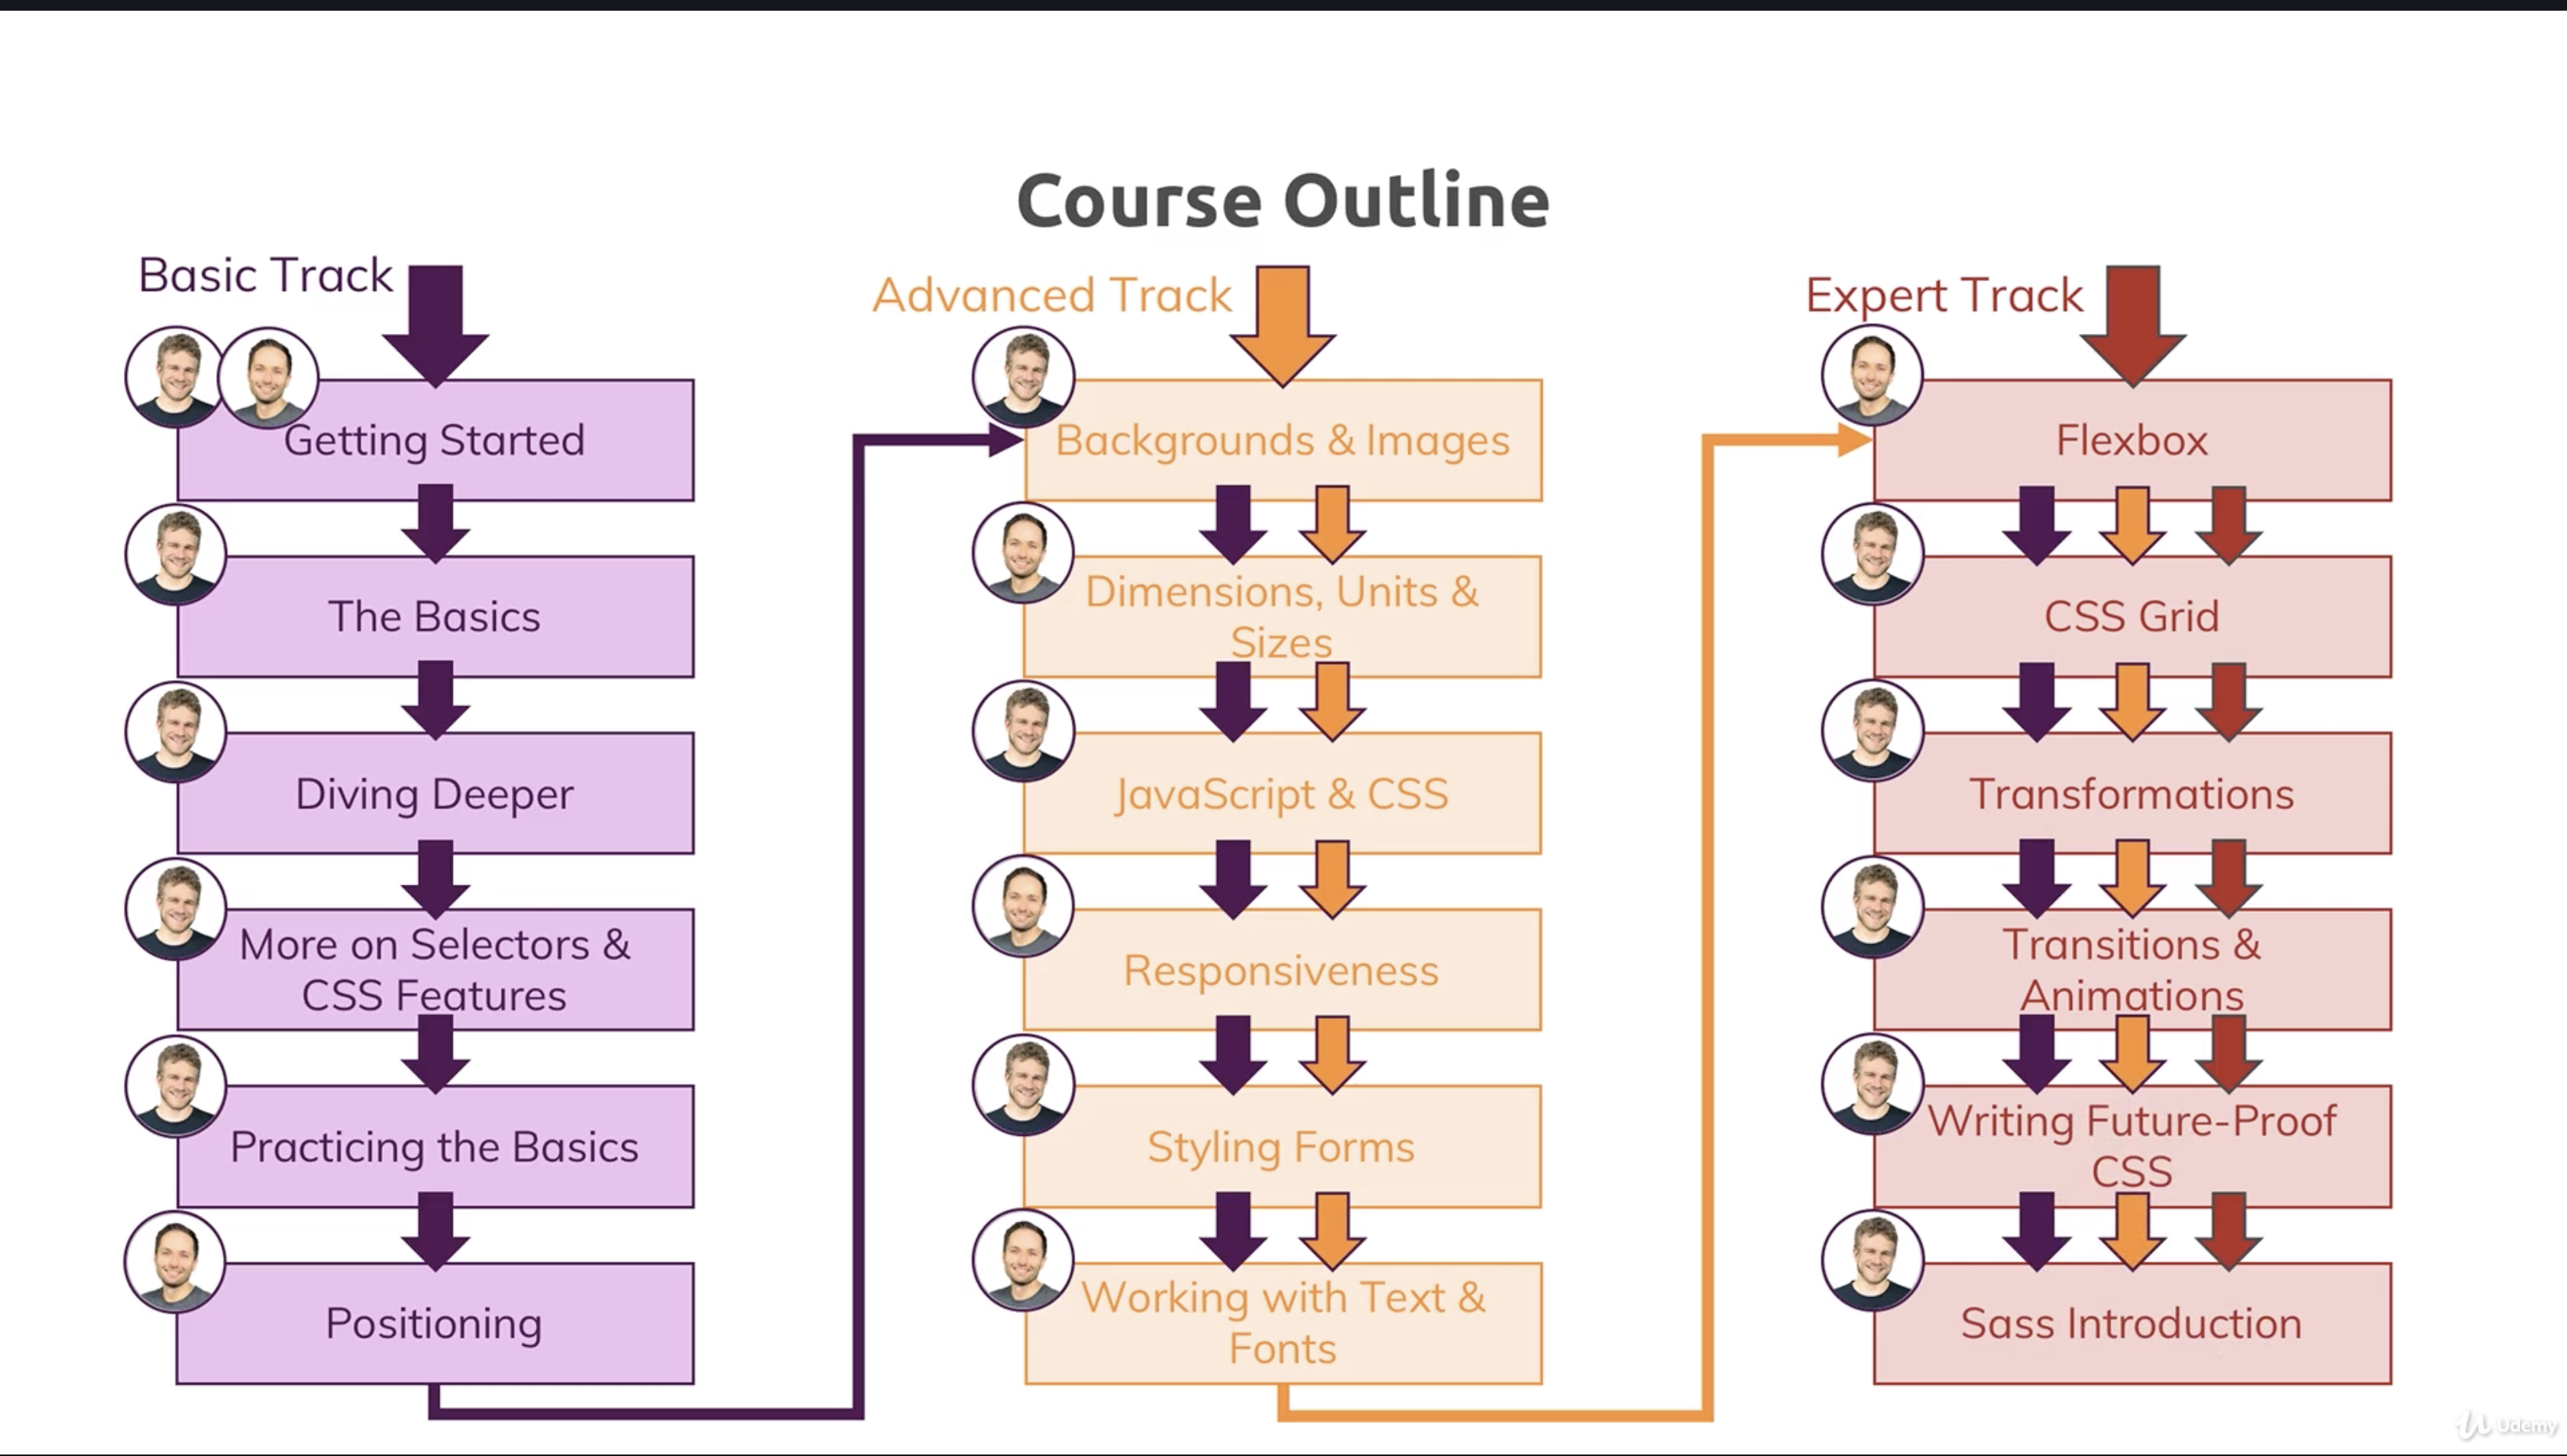 Course Outline
Basic Track
Getting Started
The Basics
Diving Deeper
More on Selectors &
CSS Features
Practicing the Basics
Positioning
Advanced Track
Backgrounds & Images
Dimensions, Units &
Sizes
JavaScript & CSS
Responsiveness
Styling Forms
Working with Text &
Fonts
Expert Track
Flexbox
CSS Grid
Transformations
Transitions &
Animations
Writing Future-Proof
CSS
Sass Introduction
Udemy